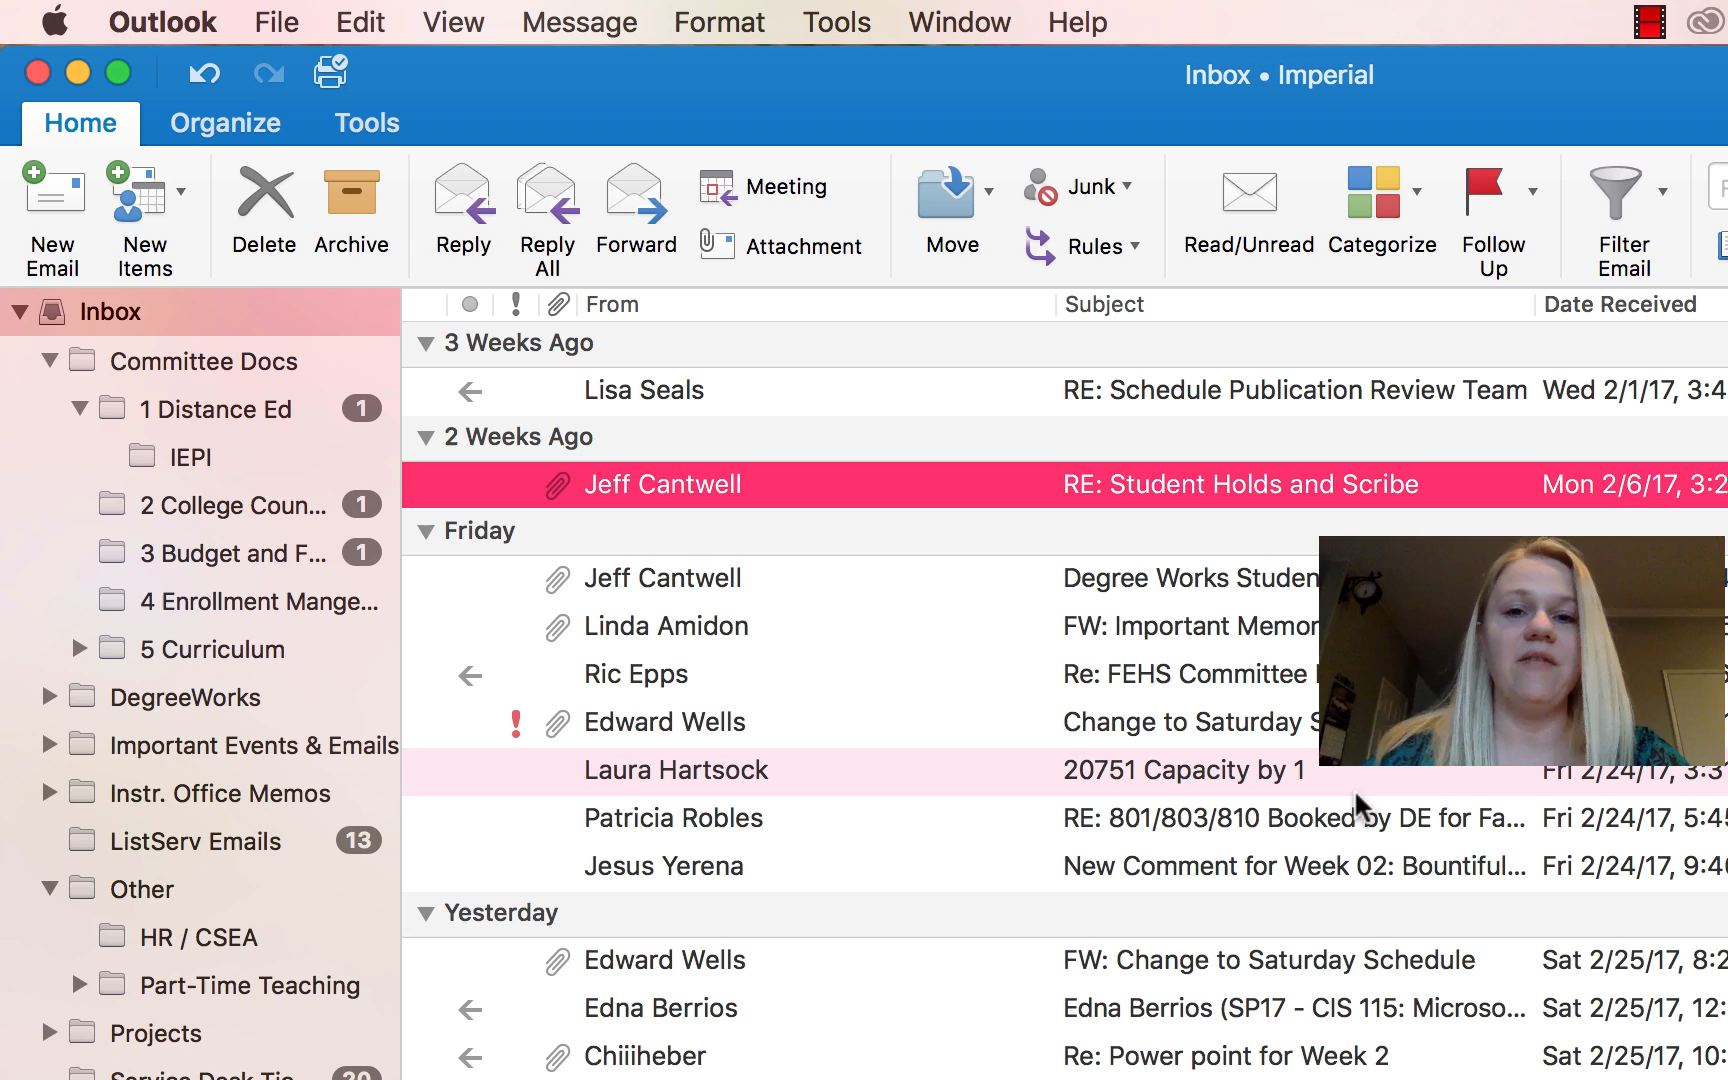 Outlook File Edit View Message Format Tools Window Help
Inbox • Imperial
Home Organize Tools
New Email
New Items
Delete
Archive
Reply
Reply All
Forward
Meeting
Attachment
Move
Junk
Rules
Read/Unread
Categorize
Follow Up
Filter Email
Inbox
Committee Docs
1 Distance Ed 1
IEPI
2 College Coun... 1
3 Budget and F... 1
4 Enrollment Mange...
5 Curriculum
DegreeWorks
Important Events & Emails
Instr. Office Memos
ListServ Emails 13
Other
HR / CSEA
Part-Time Teaching
Projects
! From Subject Date Received
3 Weeks Ago
Lisa Seals RE: Schedule Publication Review Team Wed 2/1/17, 3:4
2 Weeks Ago
Jeff Cantwell RE: Student Holds and Scribe Mon 2/6/17, 3:2
Friday
Jeff Cantwell Degree Works Studen
Linda Amidon FW: Important Memor
Ric Epps Re: FEHS Committee
! Edward Wells Change to Saturday S
Laura Hartsock 20751 Capacity by 1 Fri 2/24/17, 3:3
Patricia Robles RE: 801/803/810 Booked by DE for Fa... Fri 2/24/17, 5:45
Jesus Yerena New Comment for Week 02: Bountiful... Fri 2/24/17, 9:4
Yesterday
Edward Wells FW: Change to Saturday Schedule Sat 2/25/17, 8:2
Edna Berrios Edna Berrios (SP17 - CIS 115: Microso... Sat 2/25/17, 12:
Chiiiheber Re: Power point for Week 2 Sat 2/25/17, 10: